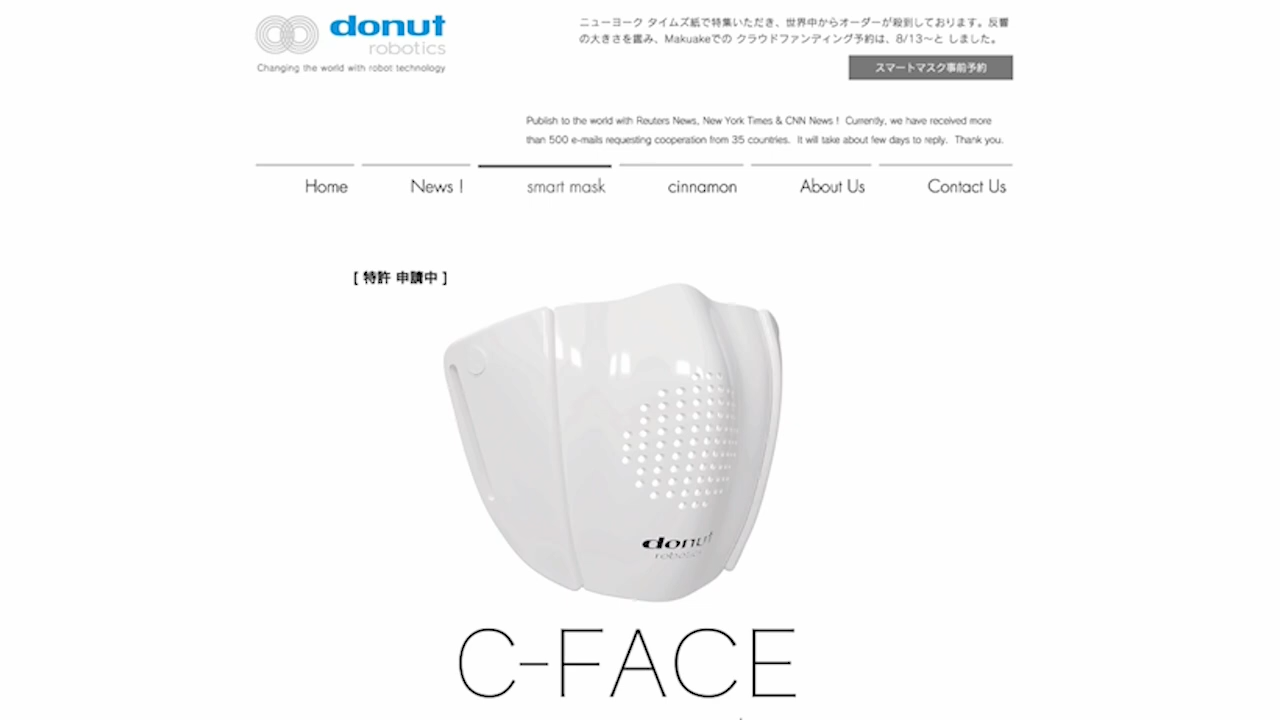 donut
robotics
Changing the world with robot technology
ニューヨーク タイムズ紙で特集いただき、世界中からオーダーが殺到しております。反響
の大きさを鑑み、Makuakeでの クラウドファンディング予約は、8/13〜と しました。
スマートマスク事前予約
Publish to the world with Reuters News, New York Times & CNN News !  Currently, we have received more
than 500 e-mails requesting cooperation from 35 countries.  It will take about few days to reply.  Thank you.
Home
News !
smart mask
cinnamon
About Us
Contact Us
[ 特許 申請中 ]
donut
robotics
C-FACE